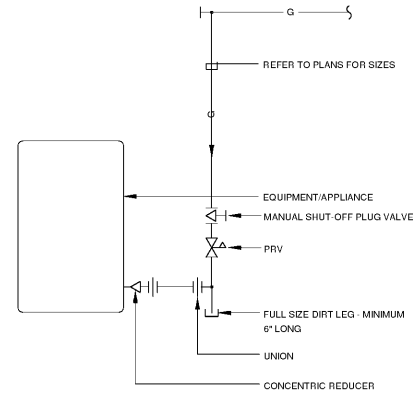 G
REFER TO PLANS FOR SIZES
G
EQUIPMENT/APPLIANCE
MANUAL SHUT-OFF PLUG VALVE
PRV
FULL SIZE DIRT LEG - MINIMUM
6" LONG
UNION
CONCENTRIC REDUCER